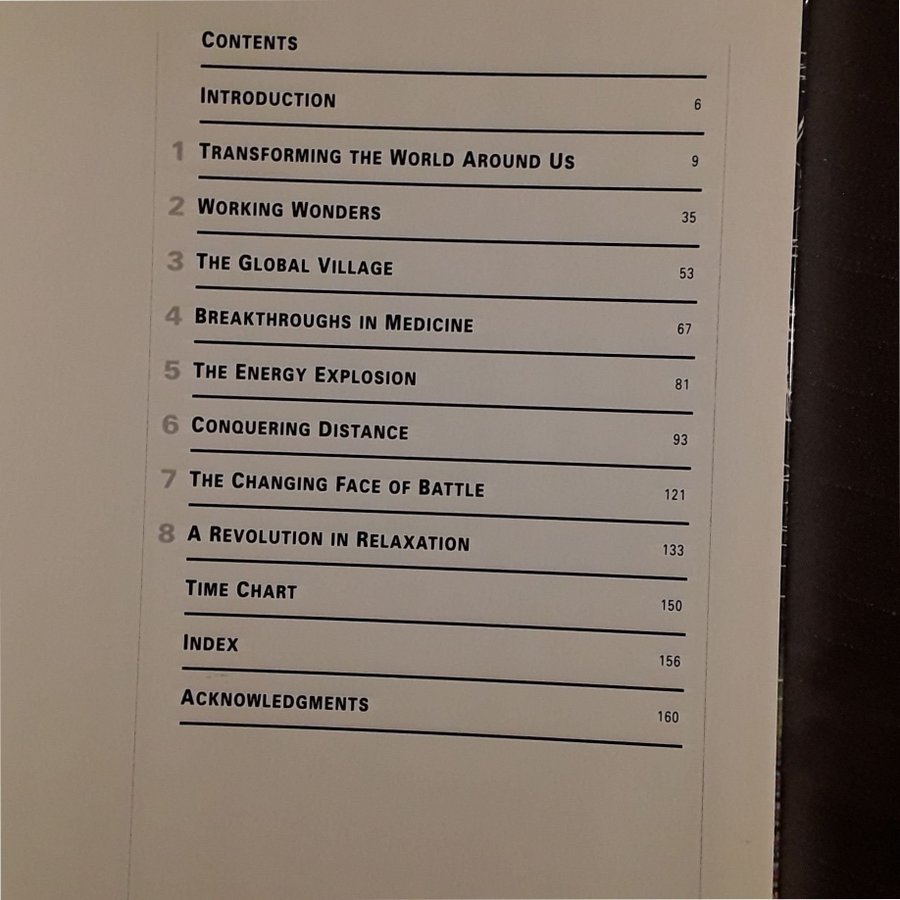 CONTENTS
INTRODUCTION 6
1 TRANSFORMING THE WORLD AROUND US 9
2 WORKING WONDERS 35
3 THE GLOBAL VILLAGE 53
4 BREAKTHROUGHS IN MEDICINE 67
5 THE ENERGY EXPLOSION 81
6 CONQUERING DISTANCE 93
7 THE CHANGING FACE OF BATTLE 121
8 A REVOLUTION IN RELAXATION 133
TIME CHART 150
INDEX 156
ACKNOWLEDGMENTS 160